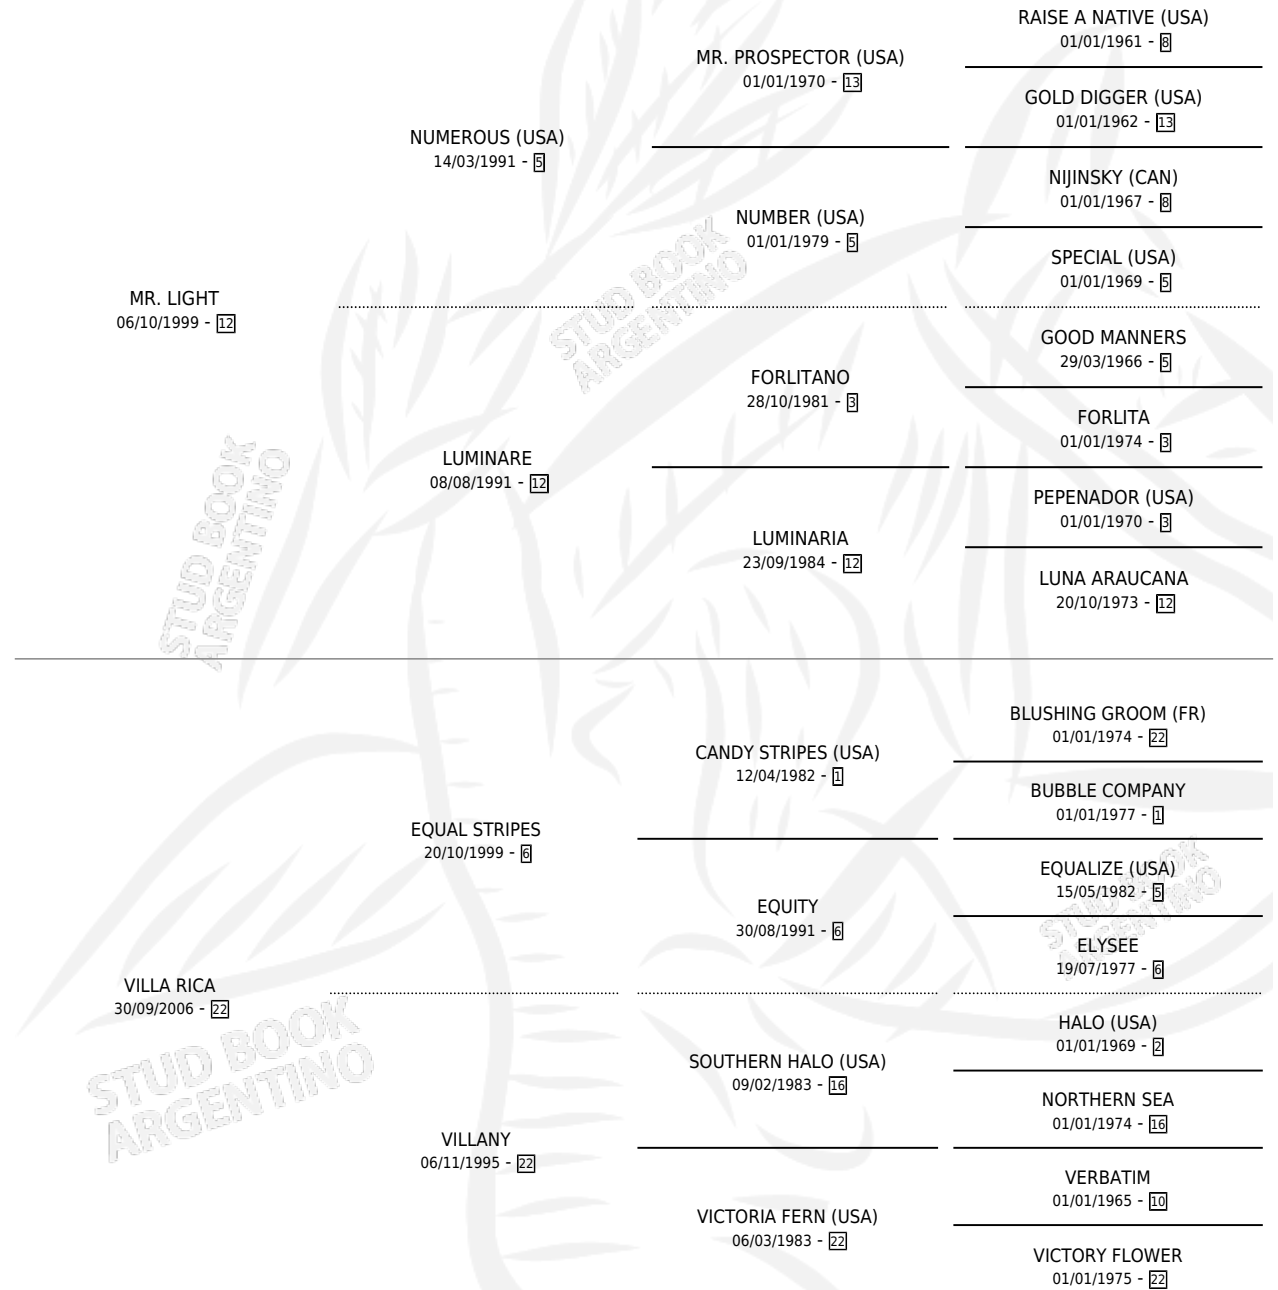 RAISE A NATIVE (USA)
01/01/1961 - 8
MR. PROSPECTOR (USA)
01/01/1970 - 13
GOLD DIGGER (USA)
01/01/1962 - 13
NUMEROUS (USA)
14/03/1991 - 5
NIJINSKY (CAN)
01/01/1967 - 8
NUMBER (USA)
01/01/1979 - 5
SPECIAL (USA)
01/01/1969 - 5
MR. LIGHT
06/10/1999 - 12
GOOD MANNERS
29/03/1966 - 5
FORLITANO
28/10/1981 - 3
FORLITA
01/01/1974 - 3
LUMINARE
08/08/1991 - 12
PEPENADOR (USA)
01/01/1970 - 3
LUMINARIA
23/09/1984 - 12
LUNA ARAUCANA
20/10/1973 - 12
BLUSHING GROOM (FR)
01/01/1974 - 22
CANDY STRIPES (USA)
12/04/1982 - 1
BUBBLE COMPANY
01/01/1977 - 1
EQUAL STRIPES
20/10/1999 - 6
EQUALIZE (USA)
15/05/1982 - 5
EQUITY
30/08/1991 - 6
ELYSEE
19/07/1977 - 6
VILLA RICA
30/09/2006 - 22
HALO (USA)
01/01/1969 - 2
SOUTHERN HALO (USA)
09/02/1983 - 16
NORTHERN SEA
01/01/1974 - 16
VILLANY
06/11/1995 - 22
VERBATIM
01/01/1965 - 10
VICTORIA FERN (USA)
06/03/1983 - 22
VICTORY FLOWER
01/01/1975 - 22
STUD BOOK
ARGENTINO
STUD BOOK
ARGENTINO
STUD BOOK
ARGENTINO
STUD BOOK
ARGENTINO